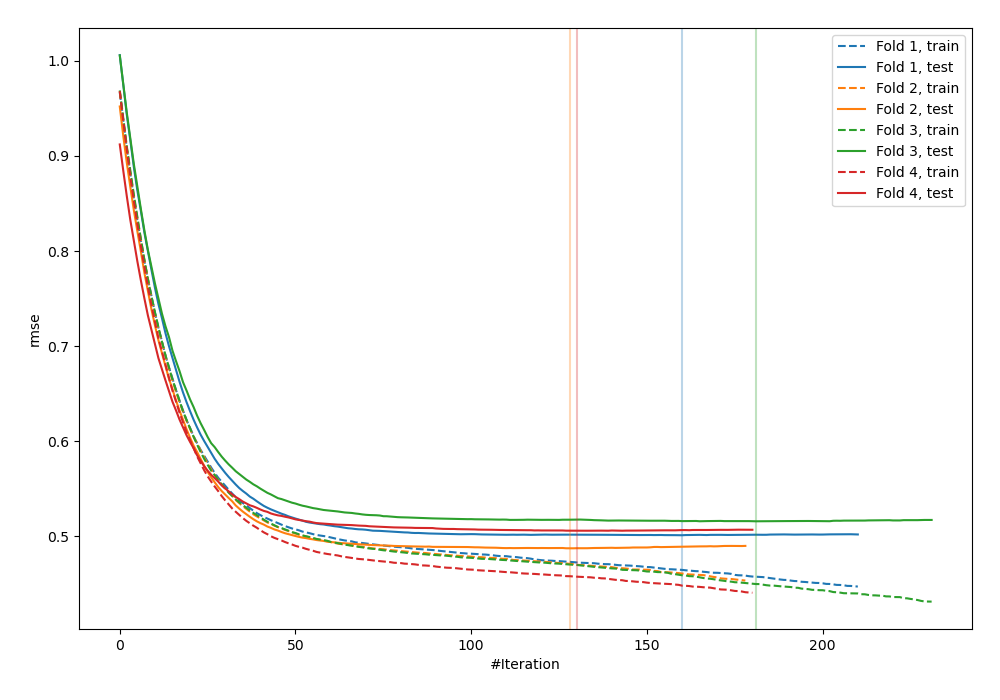 1.0
0.9
0.8
0.7
0.6
0.5
rmse
0
50
100
150
200
#Iteration
Fold 1, train
Fold 1, test
Fold 2, train
Fold 2, test
Fold 3, train
Fold 3, test
Fold 4, train
Fold 4, test